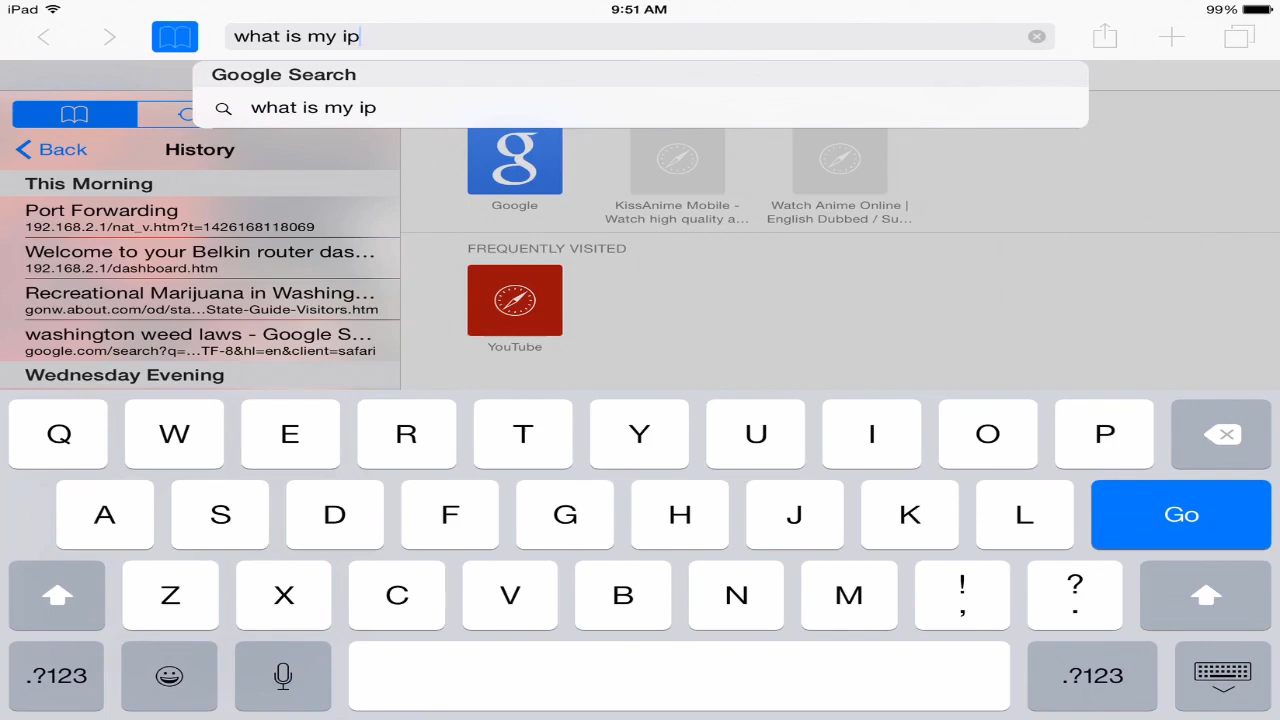 iPad
9:51 AM
99%
what is my ip
Google Search
what is my ip
Back
History
This Morning
Port Forwarding
192.168.2.1/nat_v.htm?t=1426168118069
Welcome to your Belkin router das...
192.168.2.1/dashboard.htm
Recreational Marijuana in Washing...
gonw.about.com/od/sta...State-Guide-Visitors.htm
washington weed laws - Google S...
google.com/search?q=...TF-8&hl=en&client=safari
Wednesday Evening
g
Google
KissAnime Mobile -
Watch high quality a...
Watch Anime Online |
English Dubbed / Su...
FREQUENTLY VISITED
YouTube
Q W E R T Y U I O P
A S D F G H J K L Go
Z X C V B N M ! , ? .
.?123 .?123